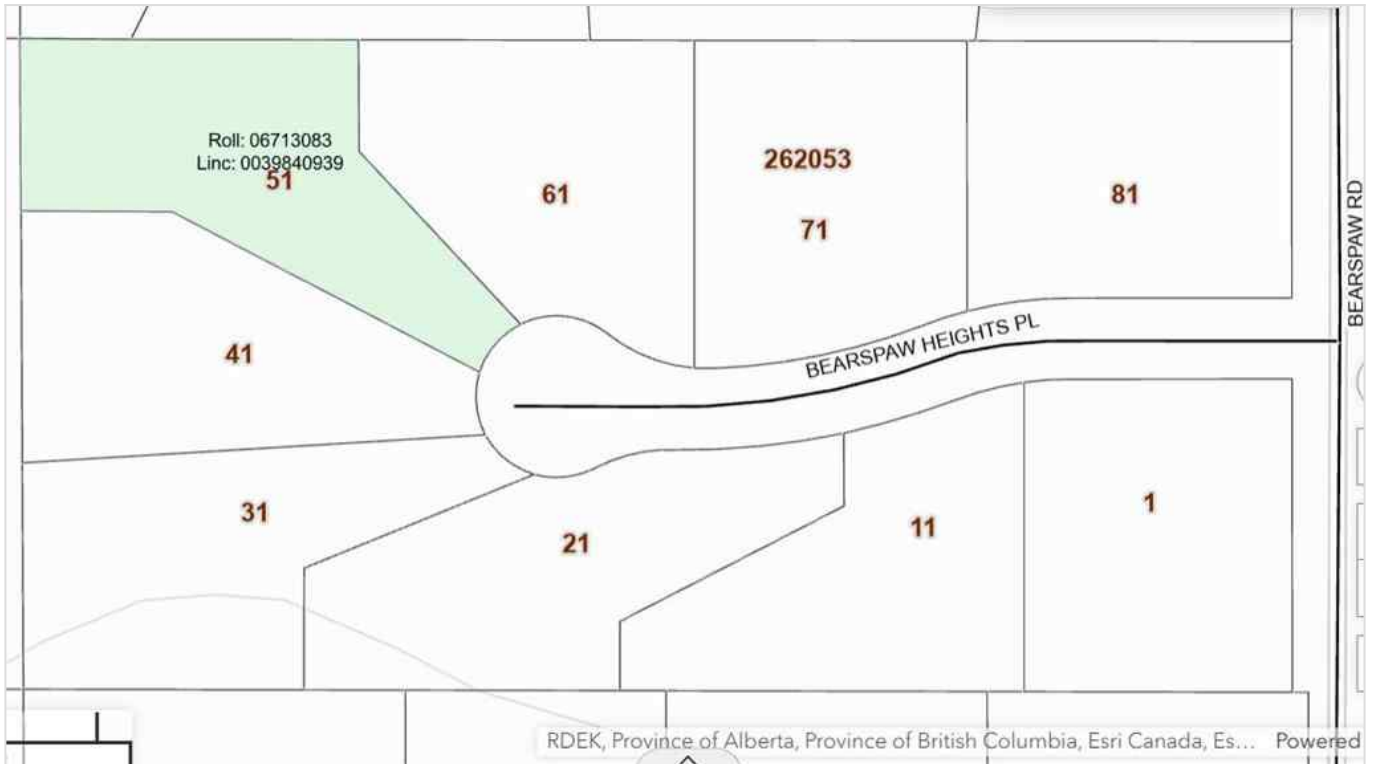 Roll: 06713083
Linc: 0039840939
51
61
262053
71
81
BEARSPAW RD
41
BEARSPAW HEIGHTS PL
31
21
11
1
RDEK, Province of Alberta, Province of British Columbia, Esri Canada, Es... Powered